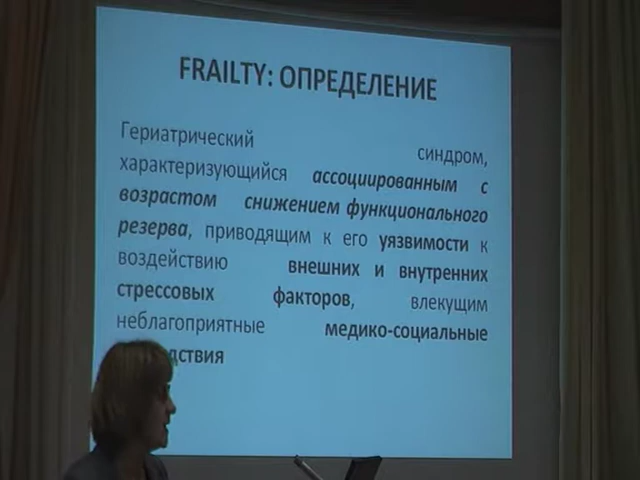 FRAILTY: ОПРЕДЕЛЕНИЕ
Гериатрический синдром,
характеризующийся ассоциированным с
возрастом снижением функционального
резерва, приводящим к его уязвимости к
воздействию внешних и внутренних
стрессовых факторов, влекущим
неблагоприятные медико-социальные
дствия